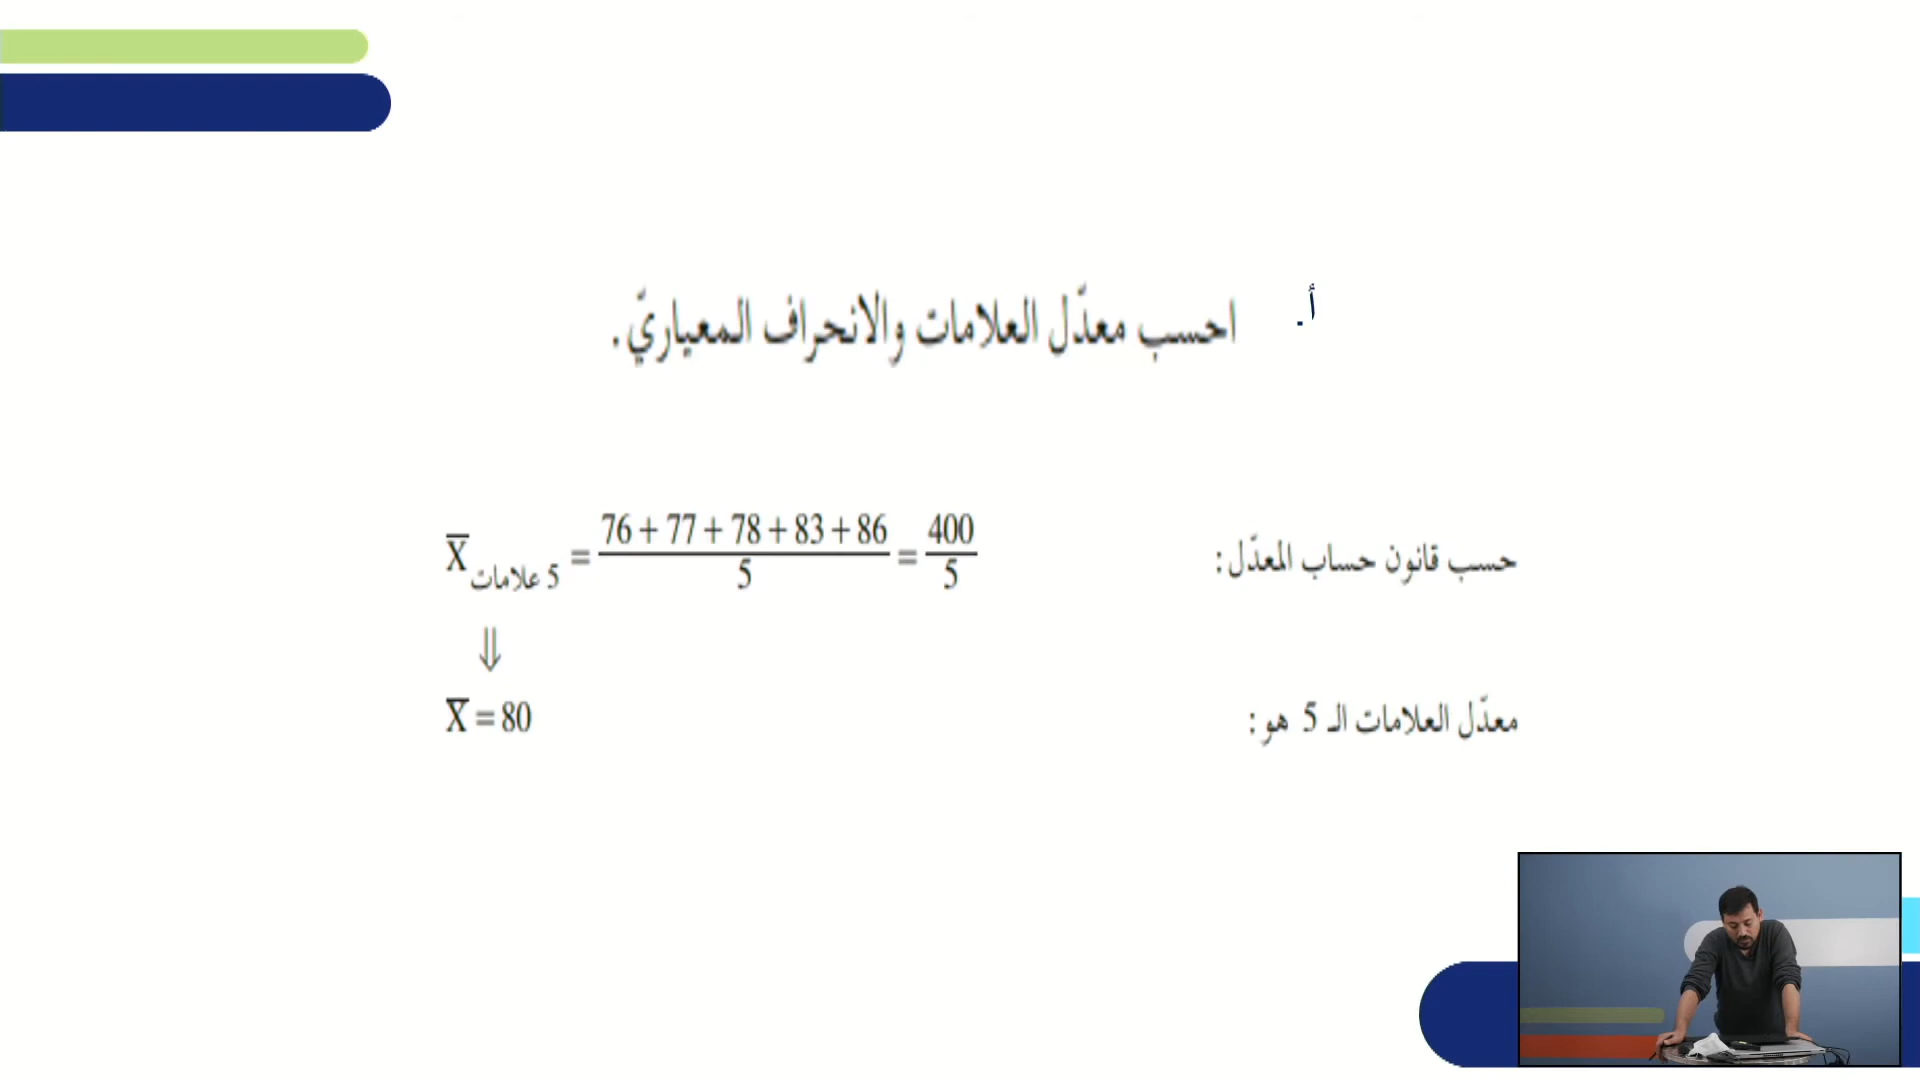 أ. احسب معدّل العلامات والانحراف المعياريّ.
حسب قانون حساب المعدّل: X̅ 5 علامات = (76 + 77 + 78 + 83 + 86)/5 = 400/5
⇓
معدّل العلامات الـ 5 هو: X̅ = 80